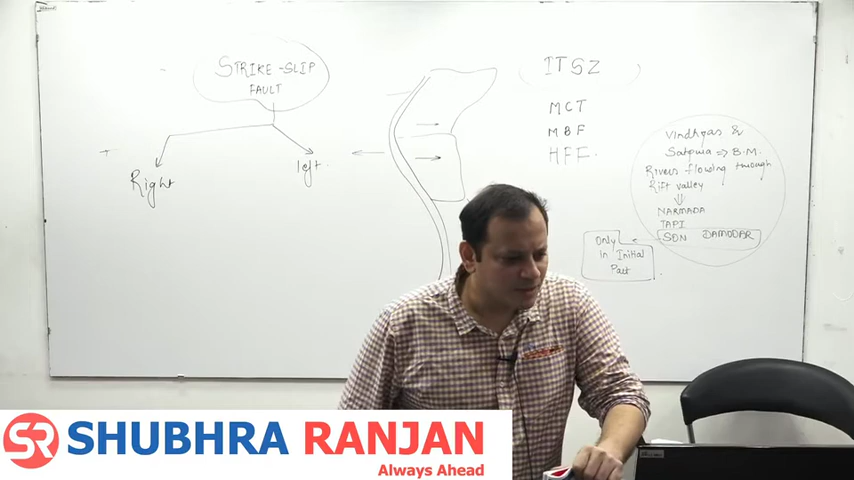 STRIKE-SLIP
FAULT
Right
left
ITSZ
MCT
MBF
HFF
Vindhyas &
Satpura ⇒ B.M.
Rivers flowing through
Rift valley
⇓
NARMADA
TAPI
SON DAMODAR
Only
in Initial
Part
SHUBHRA RANJAN
Always Ahead